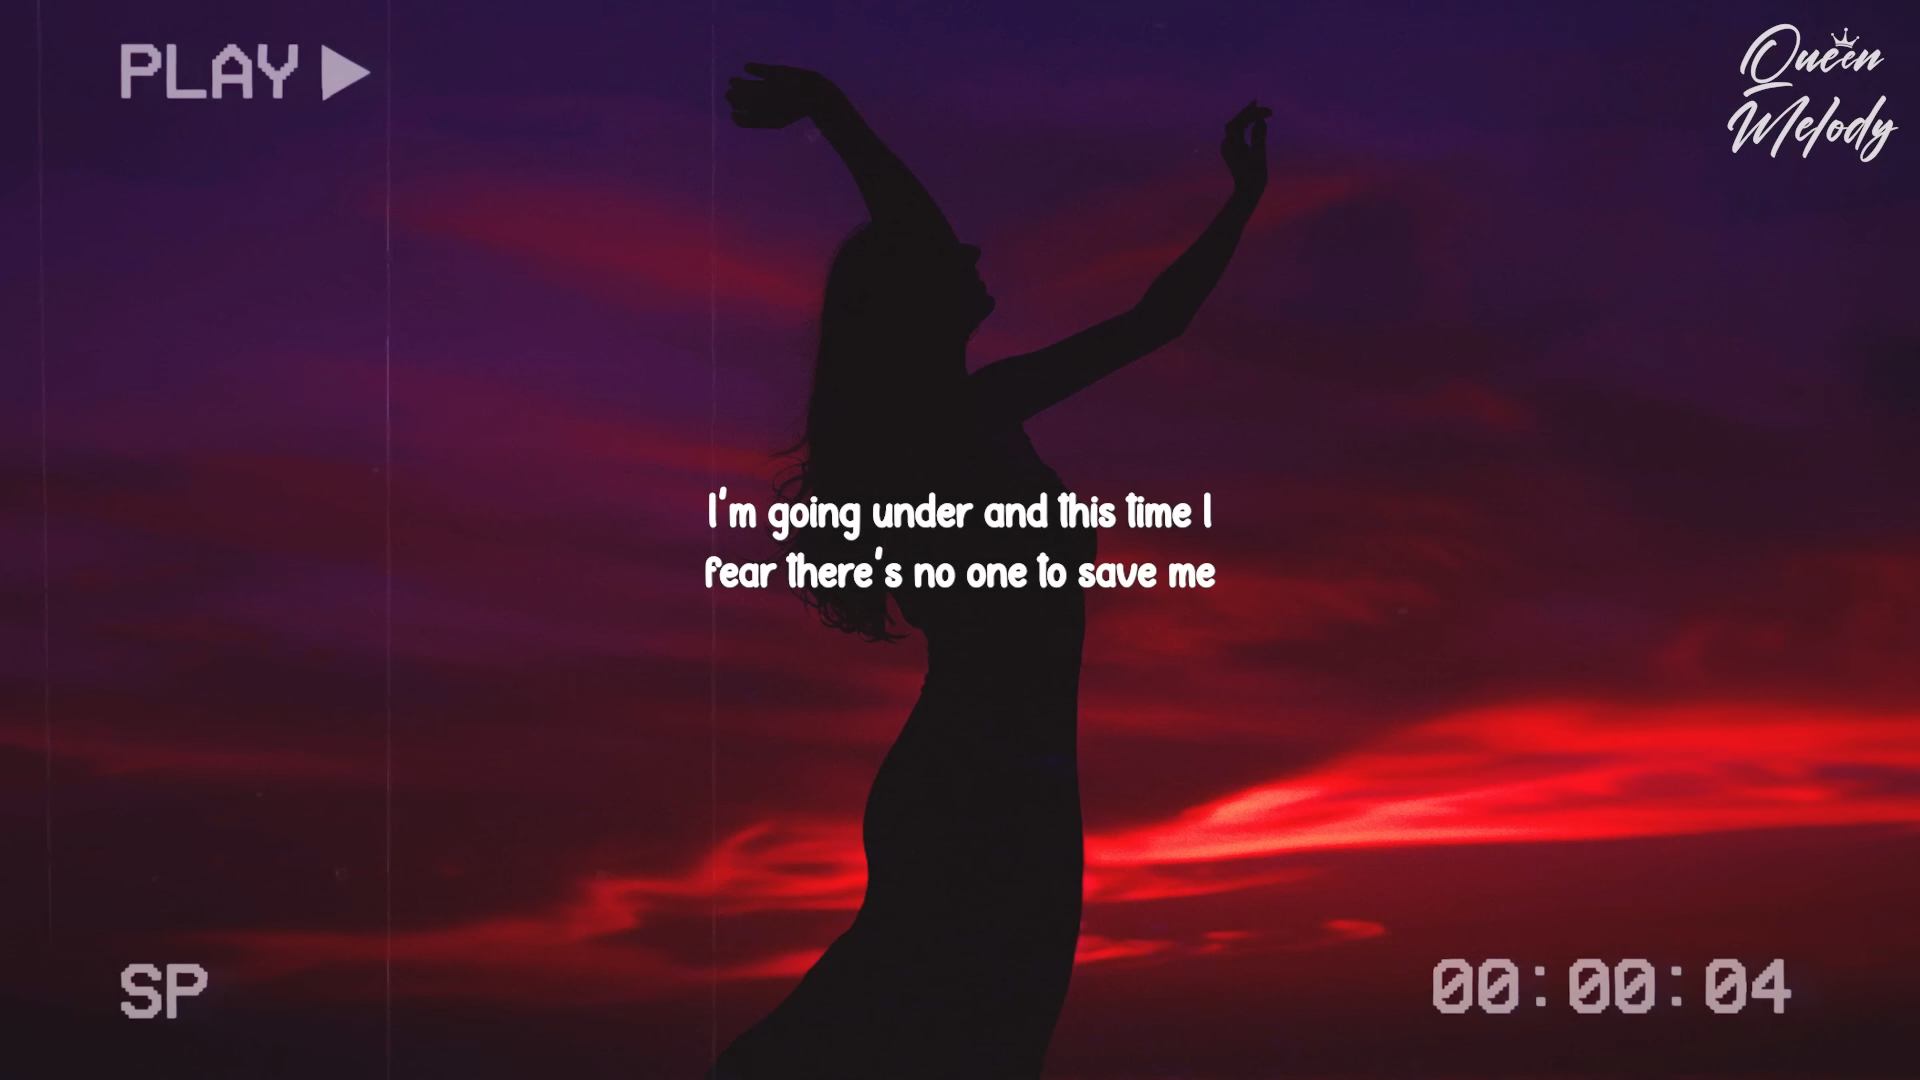 PLAY
Queen
Melody
I'm going under and this time I
fear there's no one to save me
SP
00:00:04